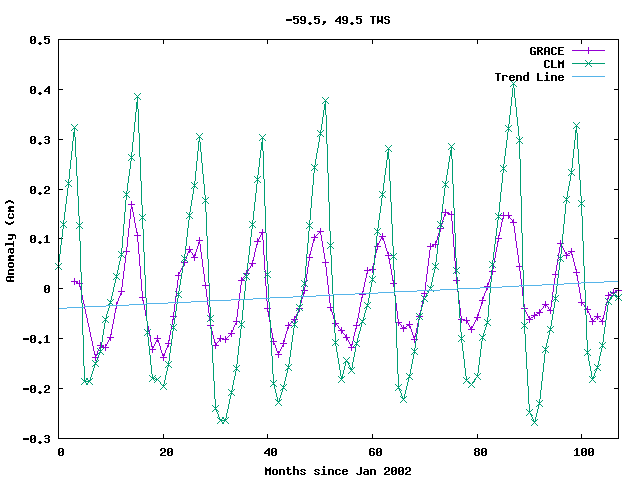 -59.5, 49.5 TWS
GRACE
CLM
Trend Line
Anomaly (cm)
0.5
0.4
0.3
0.2
0.1
0
-0.1
-0.2
-0.3
0 20 40 60 80 100
Months since Jan 2002